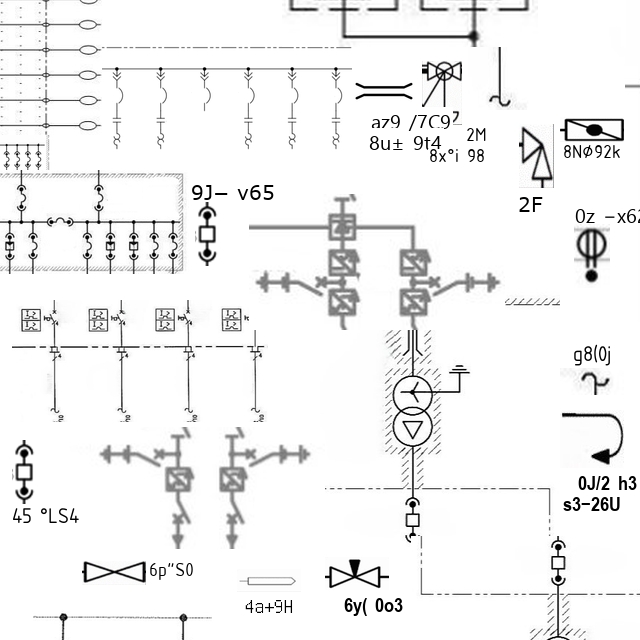 az9 /7C9
8u± 9t4
2M
8x°i 98
8NØ92k
2F
9J− v65
0z −x62
g8(0j
0J/2 h3
s3−26U
45 °LS4
6p"S0
4a+9H
6y( 0o3